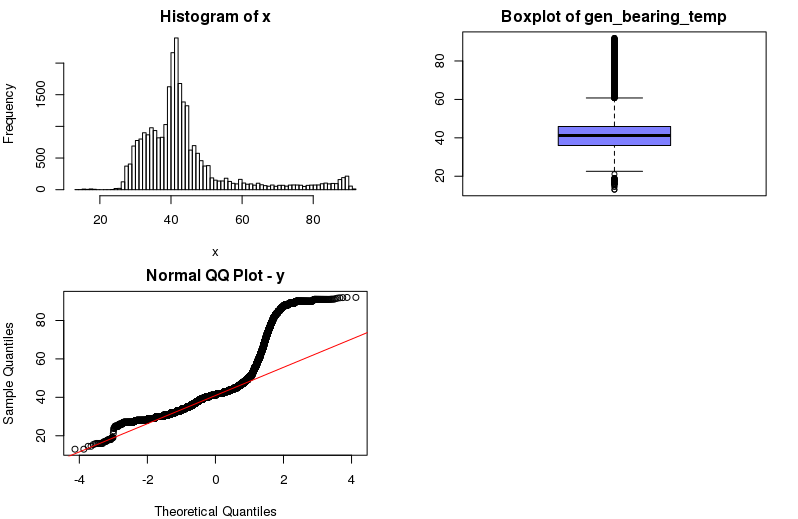 Histogram of x
Frequency
0
500
1500
20
40
60
80
x
Boxplot of gen_bearing_temp
20
40
60
80
Normal QQ Plot - y
Sample Quantiles
20
40
60
80
-4
-2
0
2
4
Theoretical Quantiles